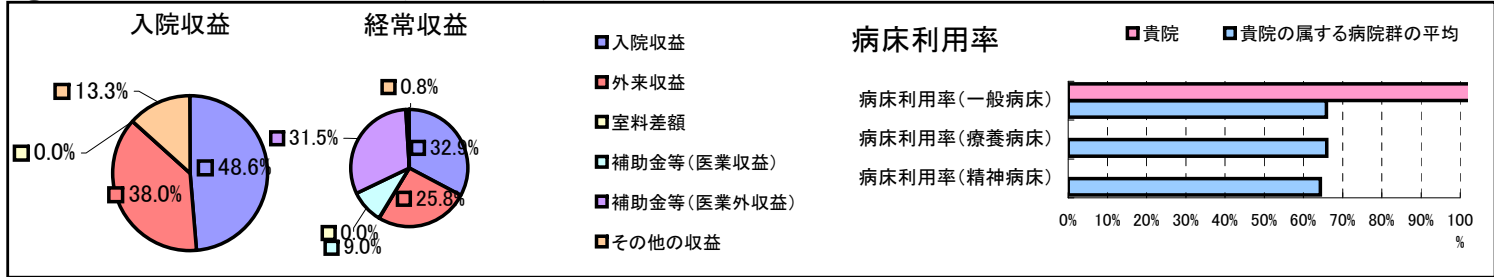 入院収益
13.3%
0.0%
48.6%
38.0%
経常収益
0.8%
31.5%
32.9%
25.8%
0.0%
9.0%
入院収益
外来収益
室料差額
補助金等(医業収益)
補助金等(医業外収益)
その他の収益
病床利用率
貴院
貴院の属する病院群の平均
病床利用率(一般病床)
病床利用率(療養病床)
病床利用率(精神病床)
0% 10% 20% 30% 40% 50% 60% 70% 80% 90% 100
%